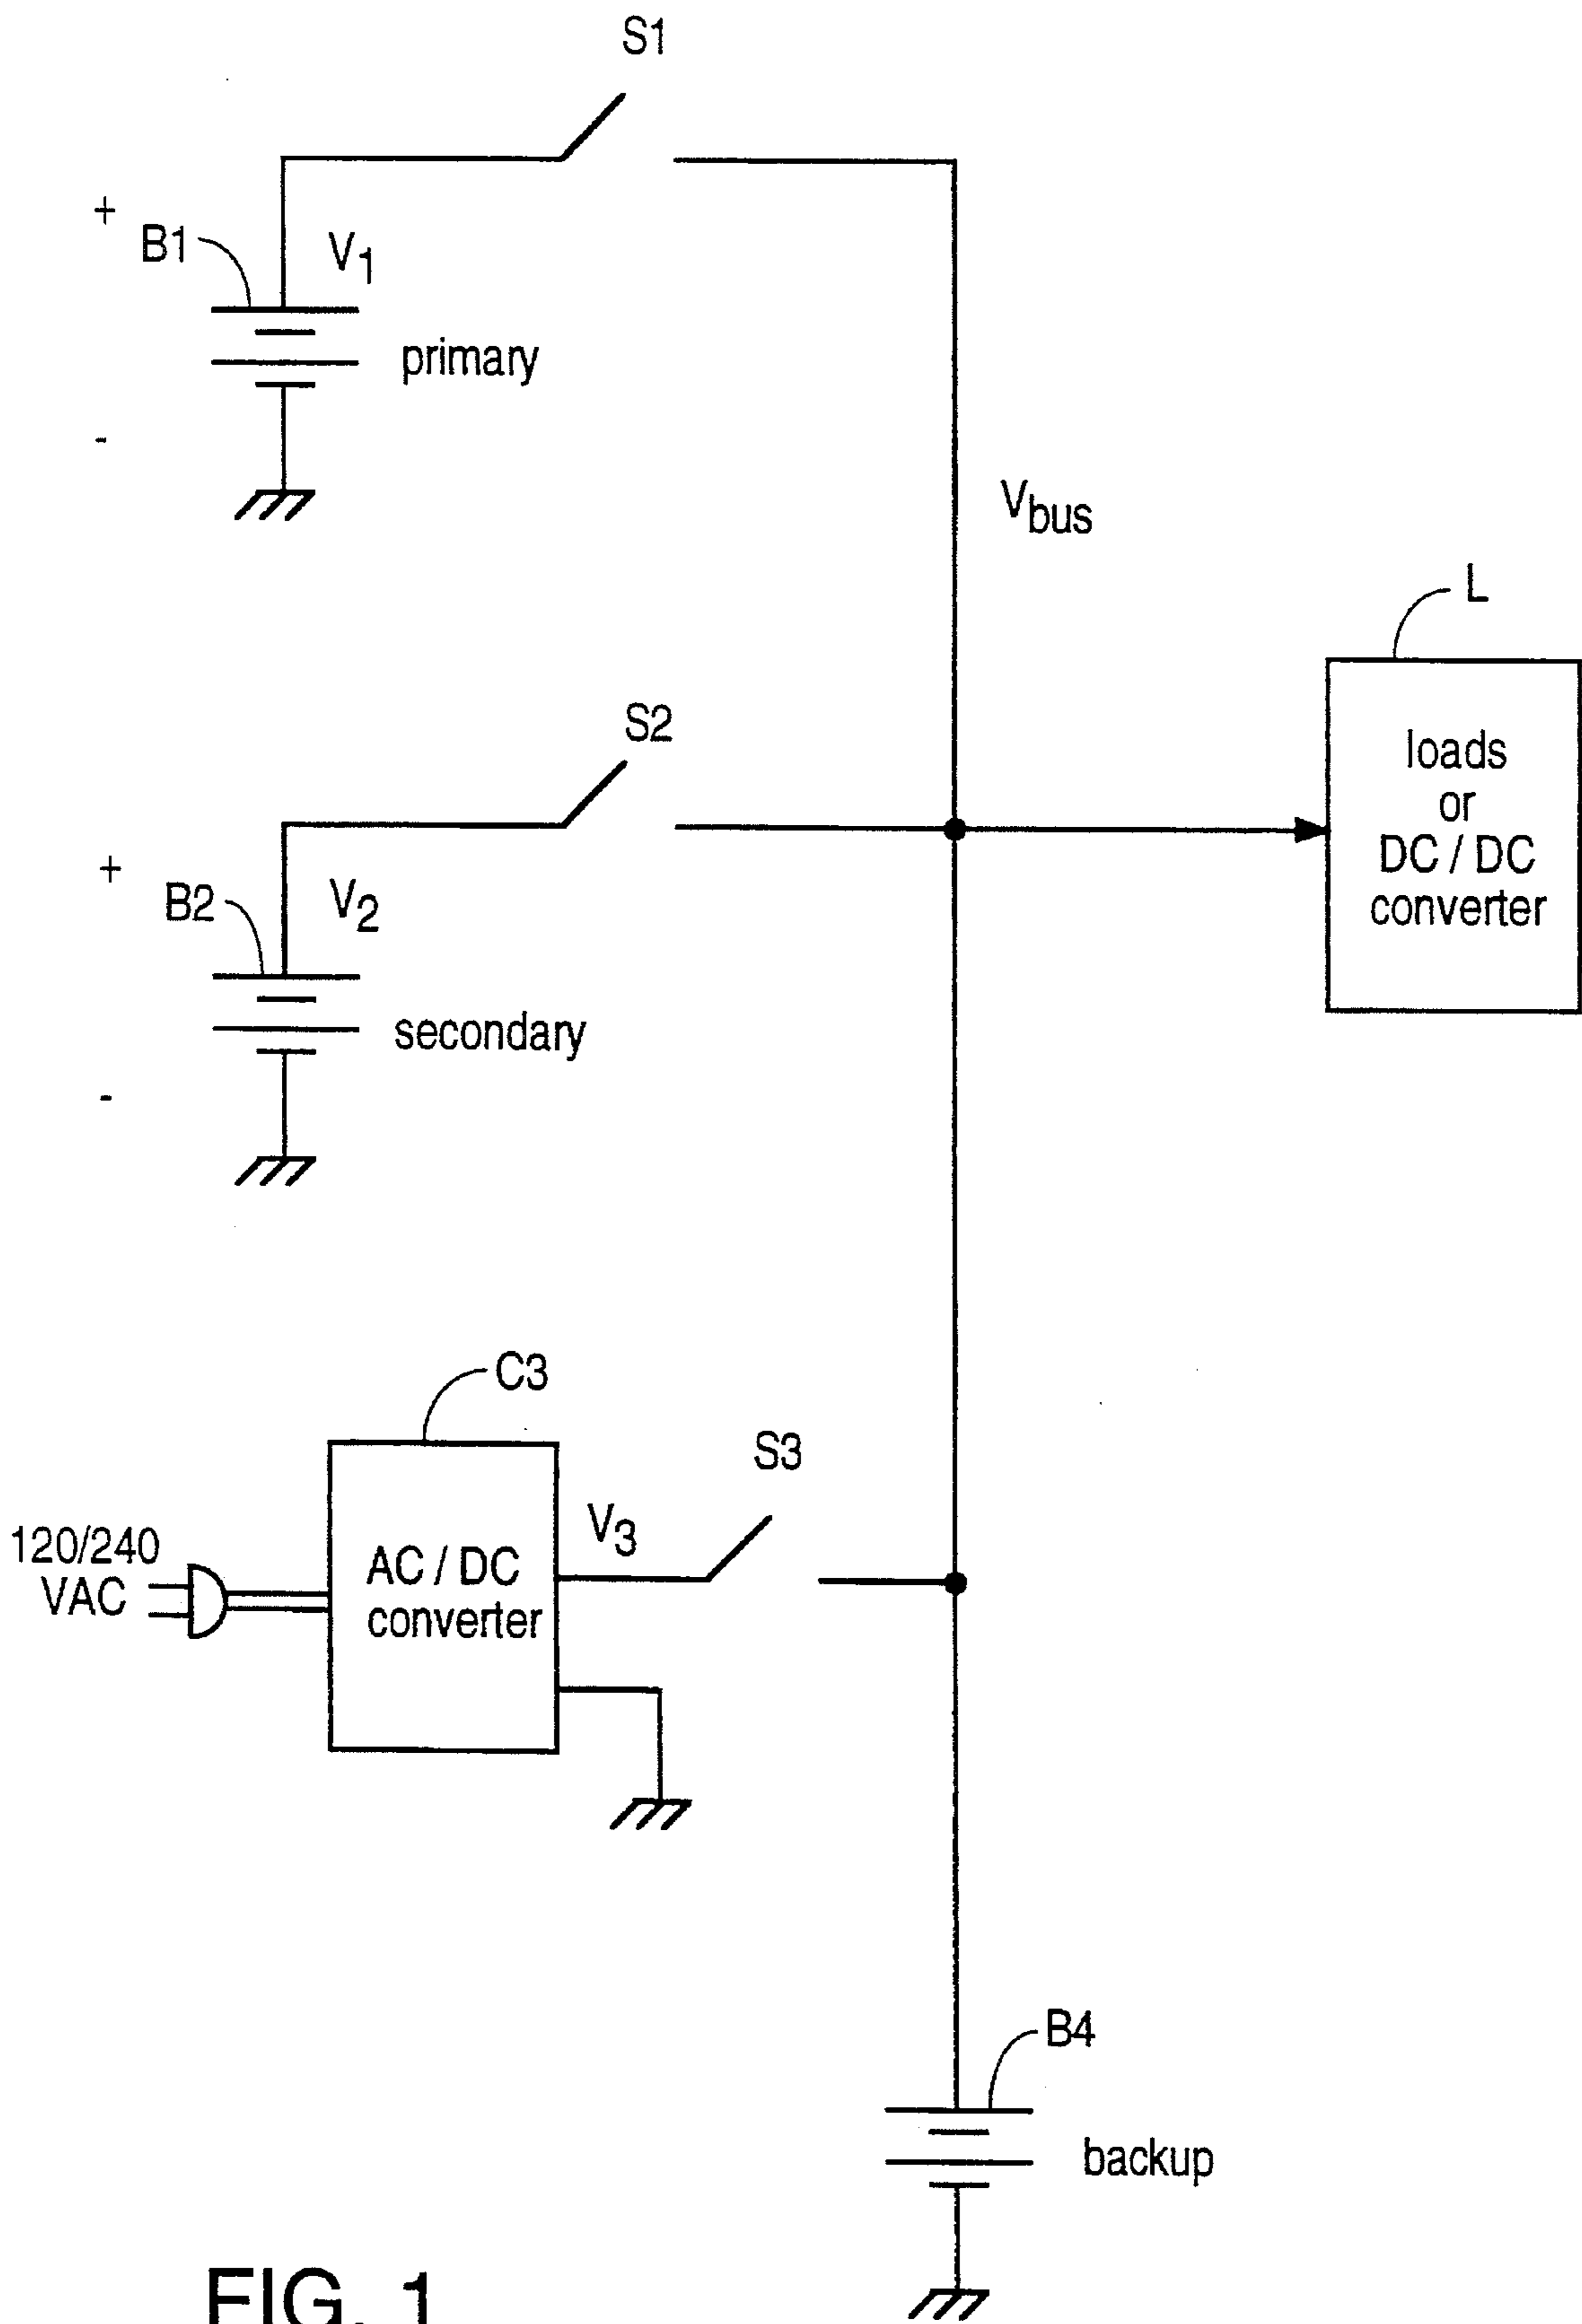 S1
+
B1
V1
primary
-
Vbus
L
loads
or
DC / DC
converter
S2
+
B2
V2
secondary
-
C3
S3
120/240
VAC
AC / DC
converter
V3
B4
backup
FIG. 1